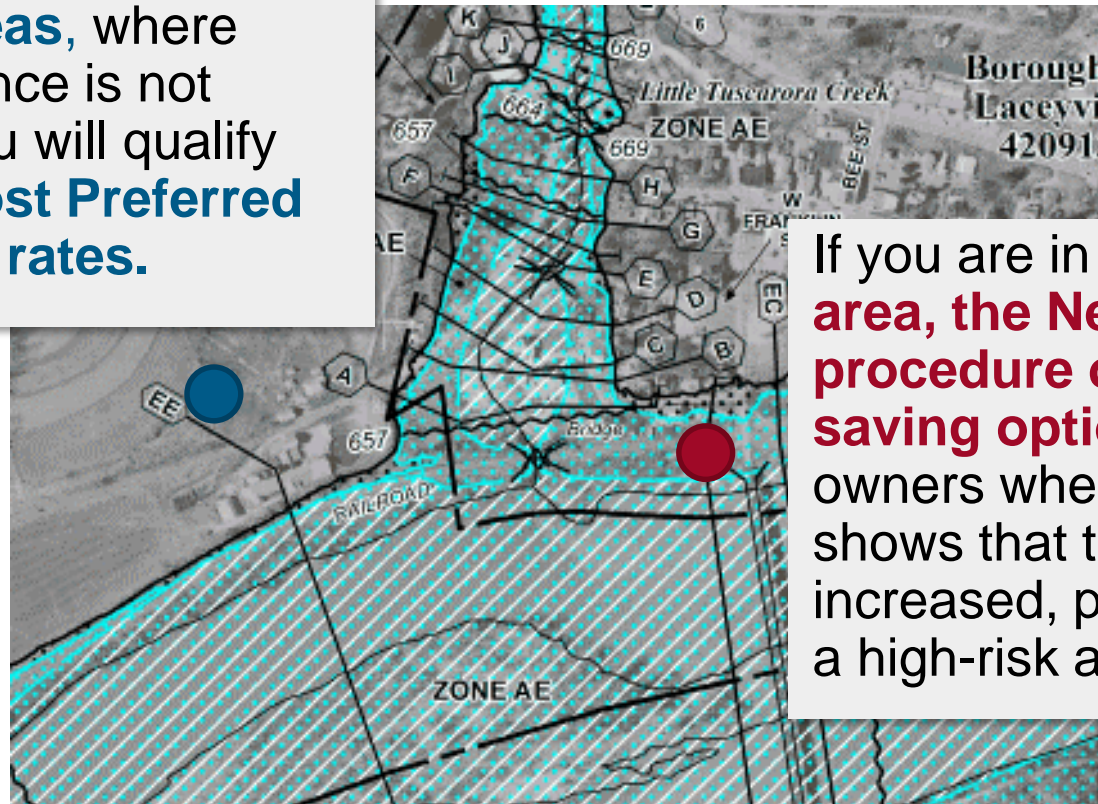 eas, where
nce is not
u will qualify
ost Preferred
rates.
If you are in
area, the Ne
procedure o
saving optio
owners whe
shows that t
increased, p
a high-risk a
K
J
I
669
6
664
Little Tuscarora Creek
ZONE AE
657
669
F
H
G
AE
E
D
C
B
A
EE
657
Borough
Laceyvi
42091
BEE ST
W
EC
Bridge
RAILROAD
ZONE AE